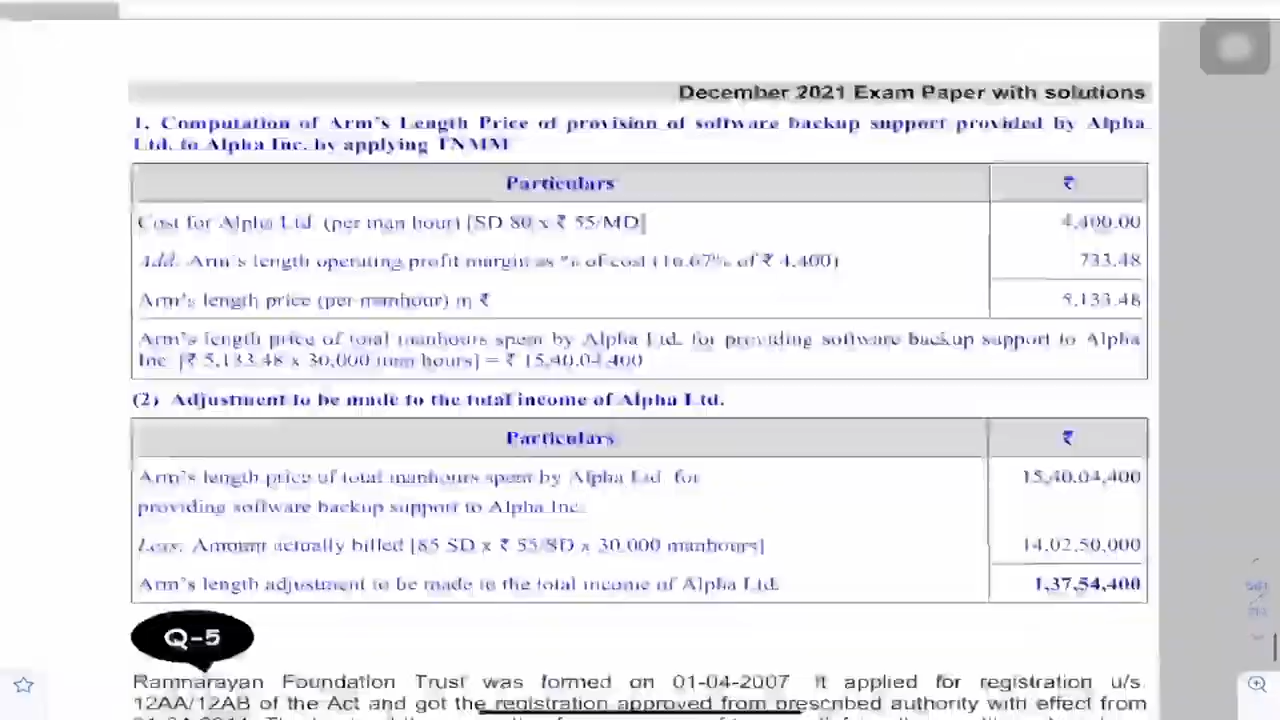 December 2021 Exam Paper with solutions
1. Computation of Arm's Length Price of provision of software backup support provided by Alpha
Ltd. to Alpha Inc. by applying TNMM
Particulars ₹
Cost for Alpha Ltd. (per man hour) [SD 80 x ₹ 55/MD] 4,400.00
Add: Arm's length operating profit margin as % of cost (16.67% of ₹ 4,400) 733.48
Arm's length price (per manhour) in ₹ 5,133.48
Arm's length price of total manhours spent by Alpha Ltd. for providing software backup support to Alpha
Inc. [₹ 5,133.48 x 30,000 man hours] = ₹ 15,40,04,400
(2) Adjustment to be made to the total income of Alpha Ltd.
Particulars ₹
Arm's length price of total manhours spent by Alpha Ltd. for 15,40,04,400
providing software backup support to Alpha Inc.
Less: Amount actually billed [85 SD x ₹ 55/SD x 30,000 manhours] 14,02,50,000
Arm's length adjustment to be made to the total income of Alpha Ltd. 1,37,54,400
Q-5
Ramnarayan Foundation Trust was formed on 01-04-2007. It applied for registration u/s.
12AA/12AB of the Act and got the registration approved from prescribed authority with effect from